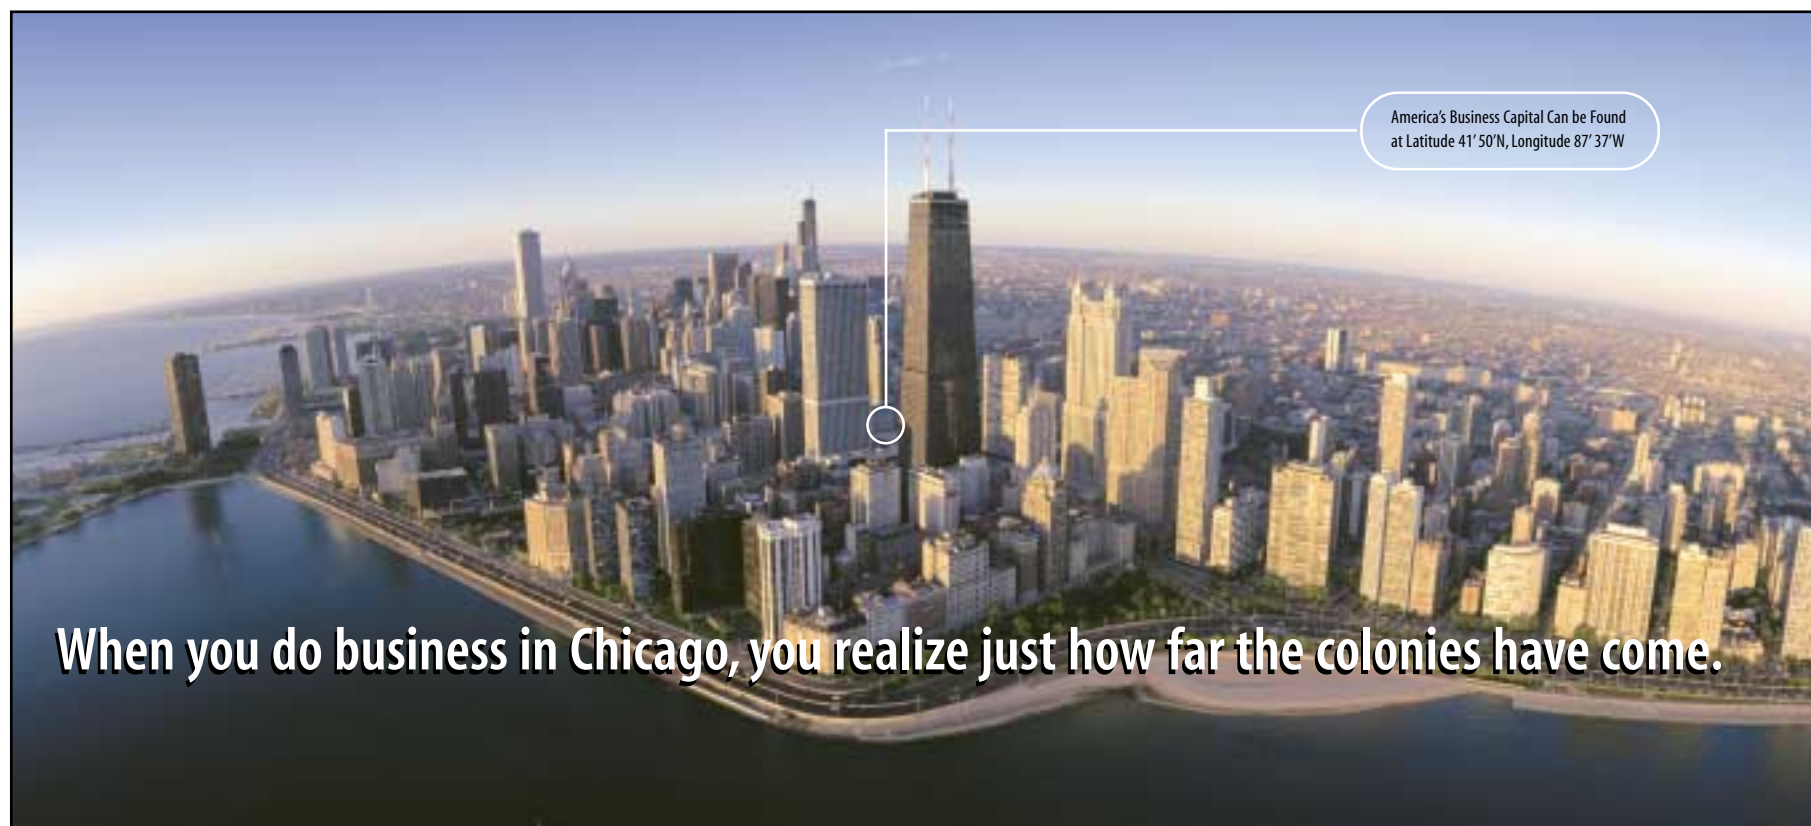 America's Business Capital Can be Found
at Latitude 41' 50'N, Longitude 87' 37'W
When you do business in Chicago, you realize just how far the colonies have come.